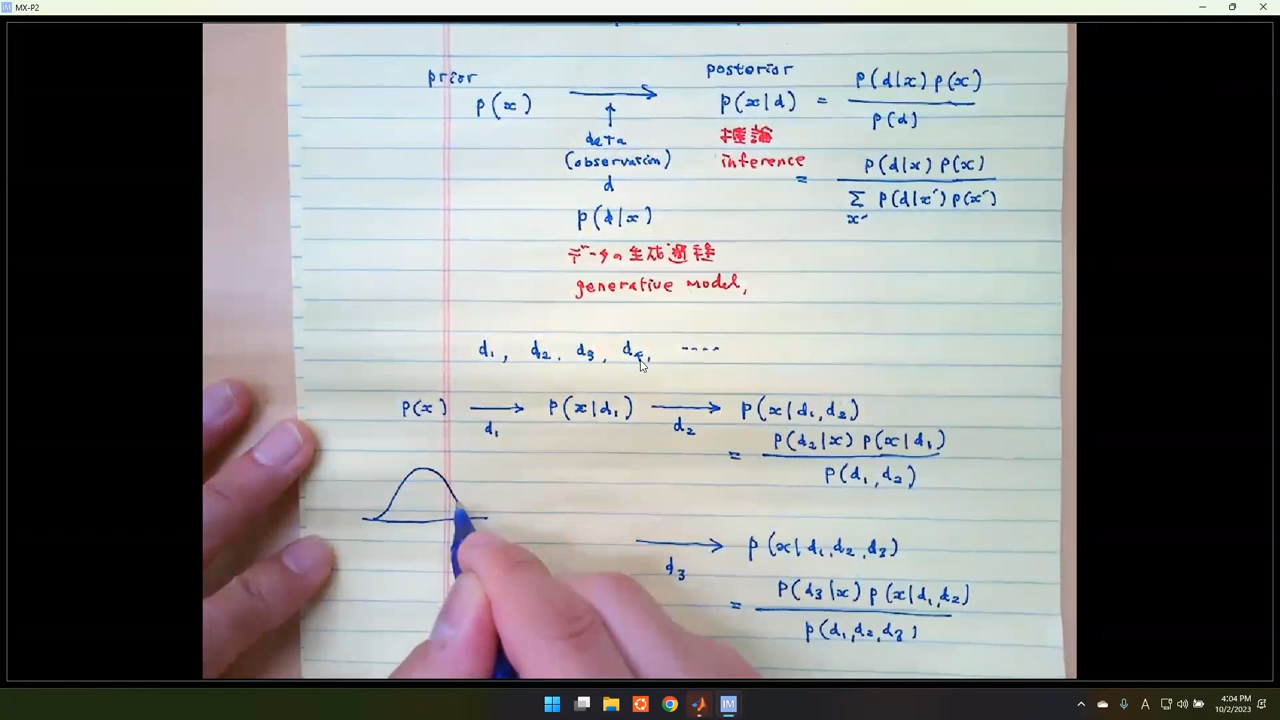 MX-P2
prior
posterior
p(x)
p(x|d) = p(d|x) p(x) / p(d)
data
(observation)
d
推論
inference
= p(d|x) p(x) / Σx' p(d|x') p(x')
p(d|x)
データの生成過程
generative model,
d1, d2, d3, d4, ----
p(x) → d1 p(x|d1) → d2 p(x|d1, d2)
= p(d2|x) p(x|d1) / p(d1, d2)
→ d3 p(x|d1, d2, d3)
= p(d3|x) p(x|d1, d2) / p(d1, d2, d3)
IM
A
4:04 PM
10/2/2023